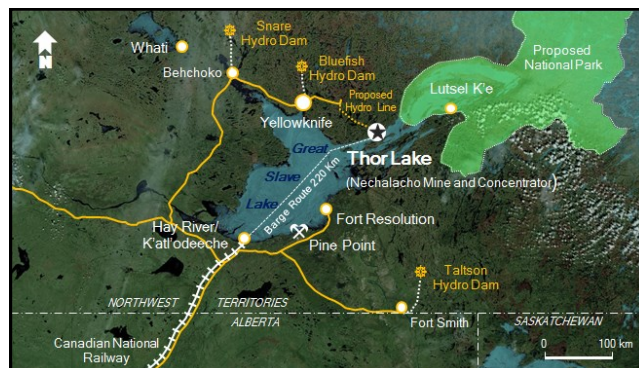 Snare
Hydro Dam
Whati
Bluefish
Hydro Dam
Proposed
National Park
N
Behchoko
Proposed
Hydro Line
Lutsel K'e
Yellowknife
Great
Thor Lake
(Nechalacho Mine and Concentrator)
Slave
Lake
Barge Route 220 Km
Hay River/
K'atl'odeeche
Fort Resolution
Pine Point
Taltson
Hydro Dam
NORTHWEST TERRITORIES
ALBERTA
Fort Smith
SASKATCHEWAN
Canadian National
Railway
0 100 km